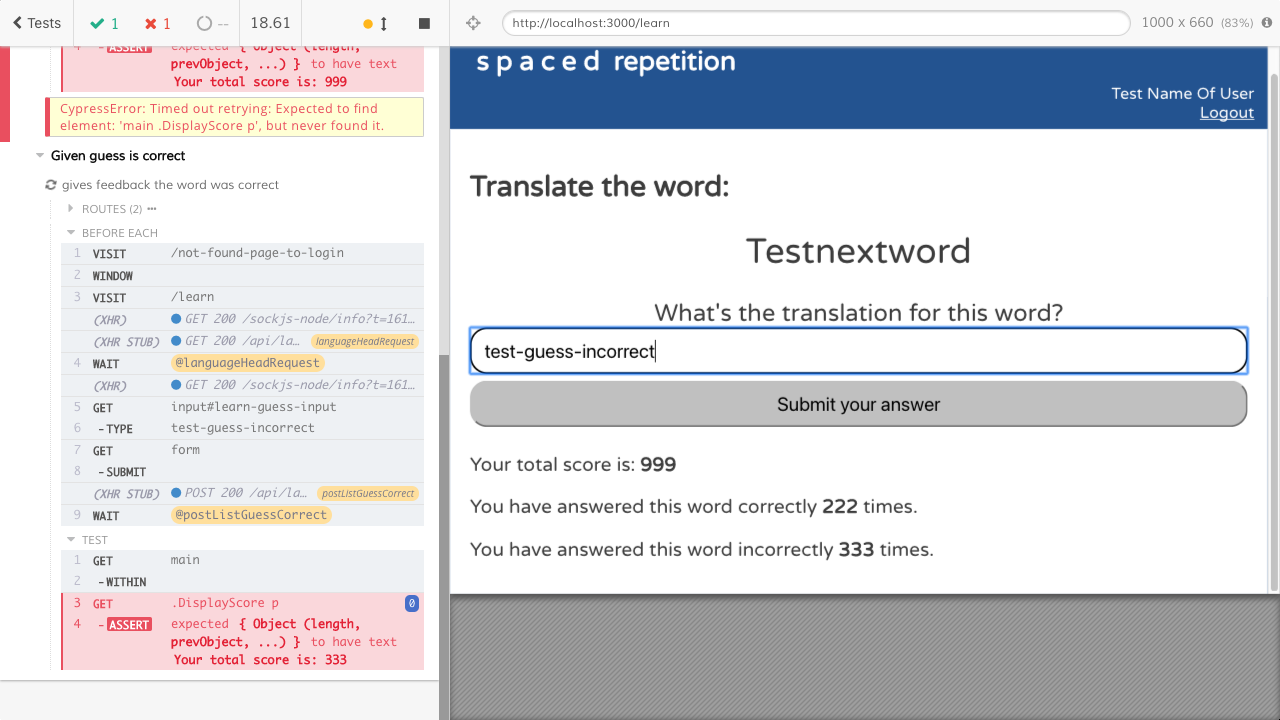 Tests
1
1
--
18.61
http://localhost:3000/learn
1000 x 660 (83%)
4 -ASSERT expected { Object (length,
prevObject, ...) } to have text
Your total score is: 999
CypressError: Timed out retrying: Expected to find
element: 'main .DisplayScore p', but never found it.
Given guess is correct
gives feedback the word was correct
ROUTES (2)
BEFORE EACH
1 VISIT /not-found-page-to-login
2 WINDOW
3 VISIT /learn
(XHR) GET 200 /sockjs-node/info?t=161…
(XHR STUB) GET 200 /api/la… languageHeadRequest
4 WAIT @languageHeadRequest
(XHR) GET 200 /sockjs-node/info?t=161…
5 GET input#learn-guess-input
6 -TYPE test-guess-incorrect
7 GET form
8 -SUBMIT
(XHR STUB) POST 200 /api/la… postListGuessCorrect
9 WAIT @postListGuessCorrect
TEST
1 GET main
2 -WITHIN
3 GET .DisplayScore p 0
4 -ASSERT expected { Object (length,
prevObject, ...) } to have text
Your total score is: 333
spaced repetition
Test Name Of User
Logout
Translate the word:
Testnextword
What's the translation for this word?
test-guess-incorrect
Submit your answer
Your total score is: 999
You have answered this word correctly 222 times.
You have answered this word incorrectly 333 times.